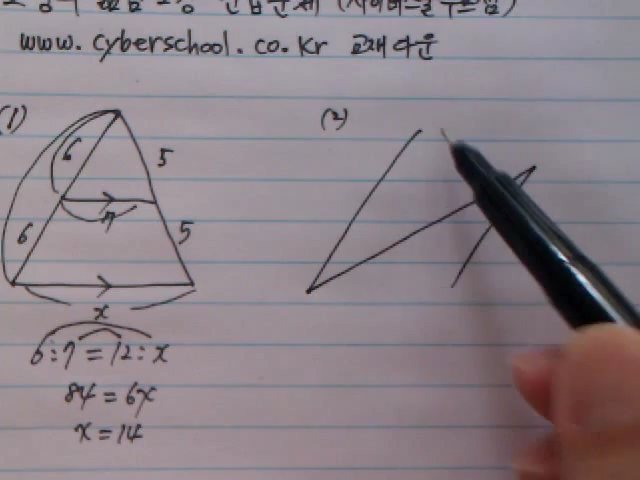 www.cyberschool.co.kr 교재다운
(1)
(2)
6
5
7
6
5
x
6:7=12:x
84=6x
x=14